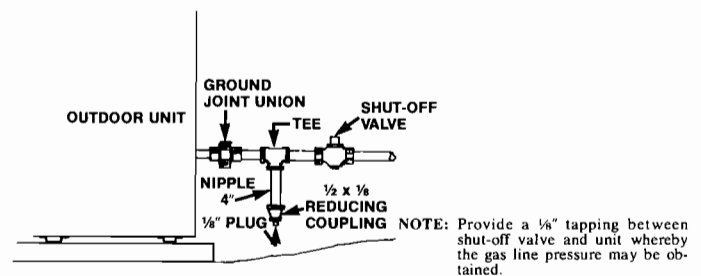 GROUND
JOINT UNION
OUTDOOR UNIT
SHUT-OFF
VALVE
TEE
NIPPLE
4"
½ x ⅛
REDUCING
COUPLING
⅛" PLUG
NOTE: Provide a ⅛" tapping between
shut-off valve and unit whereby
the gas line pressure may be ob-
tained.